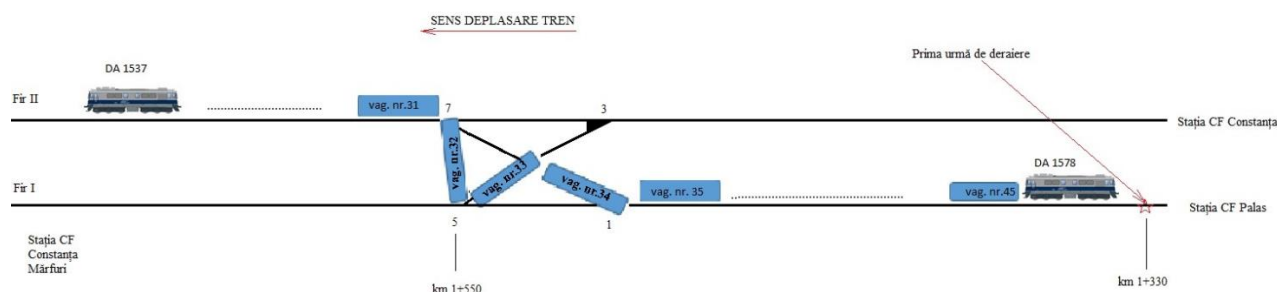 SENS DEPLASARE TREN
Prima urmă de deraiere
DA 1537
Fir II
vag. nr.31
7
3
Stația CF Constanța
vag. nr.32
vag. nr.33
vag. nr.34
DA 1578
Fir I
vag. nr. 35
vag. nr.45
5
1
Stația CF Palas
Stația CF
Constanța
Mărfuri
km 1+550
km 1+330